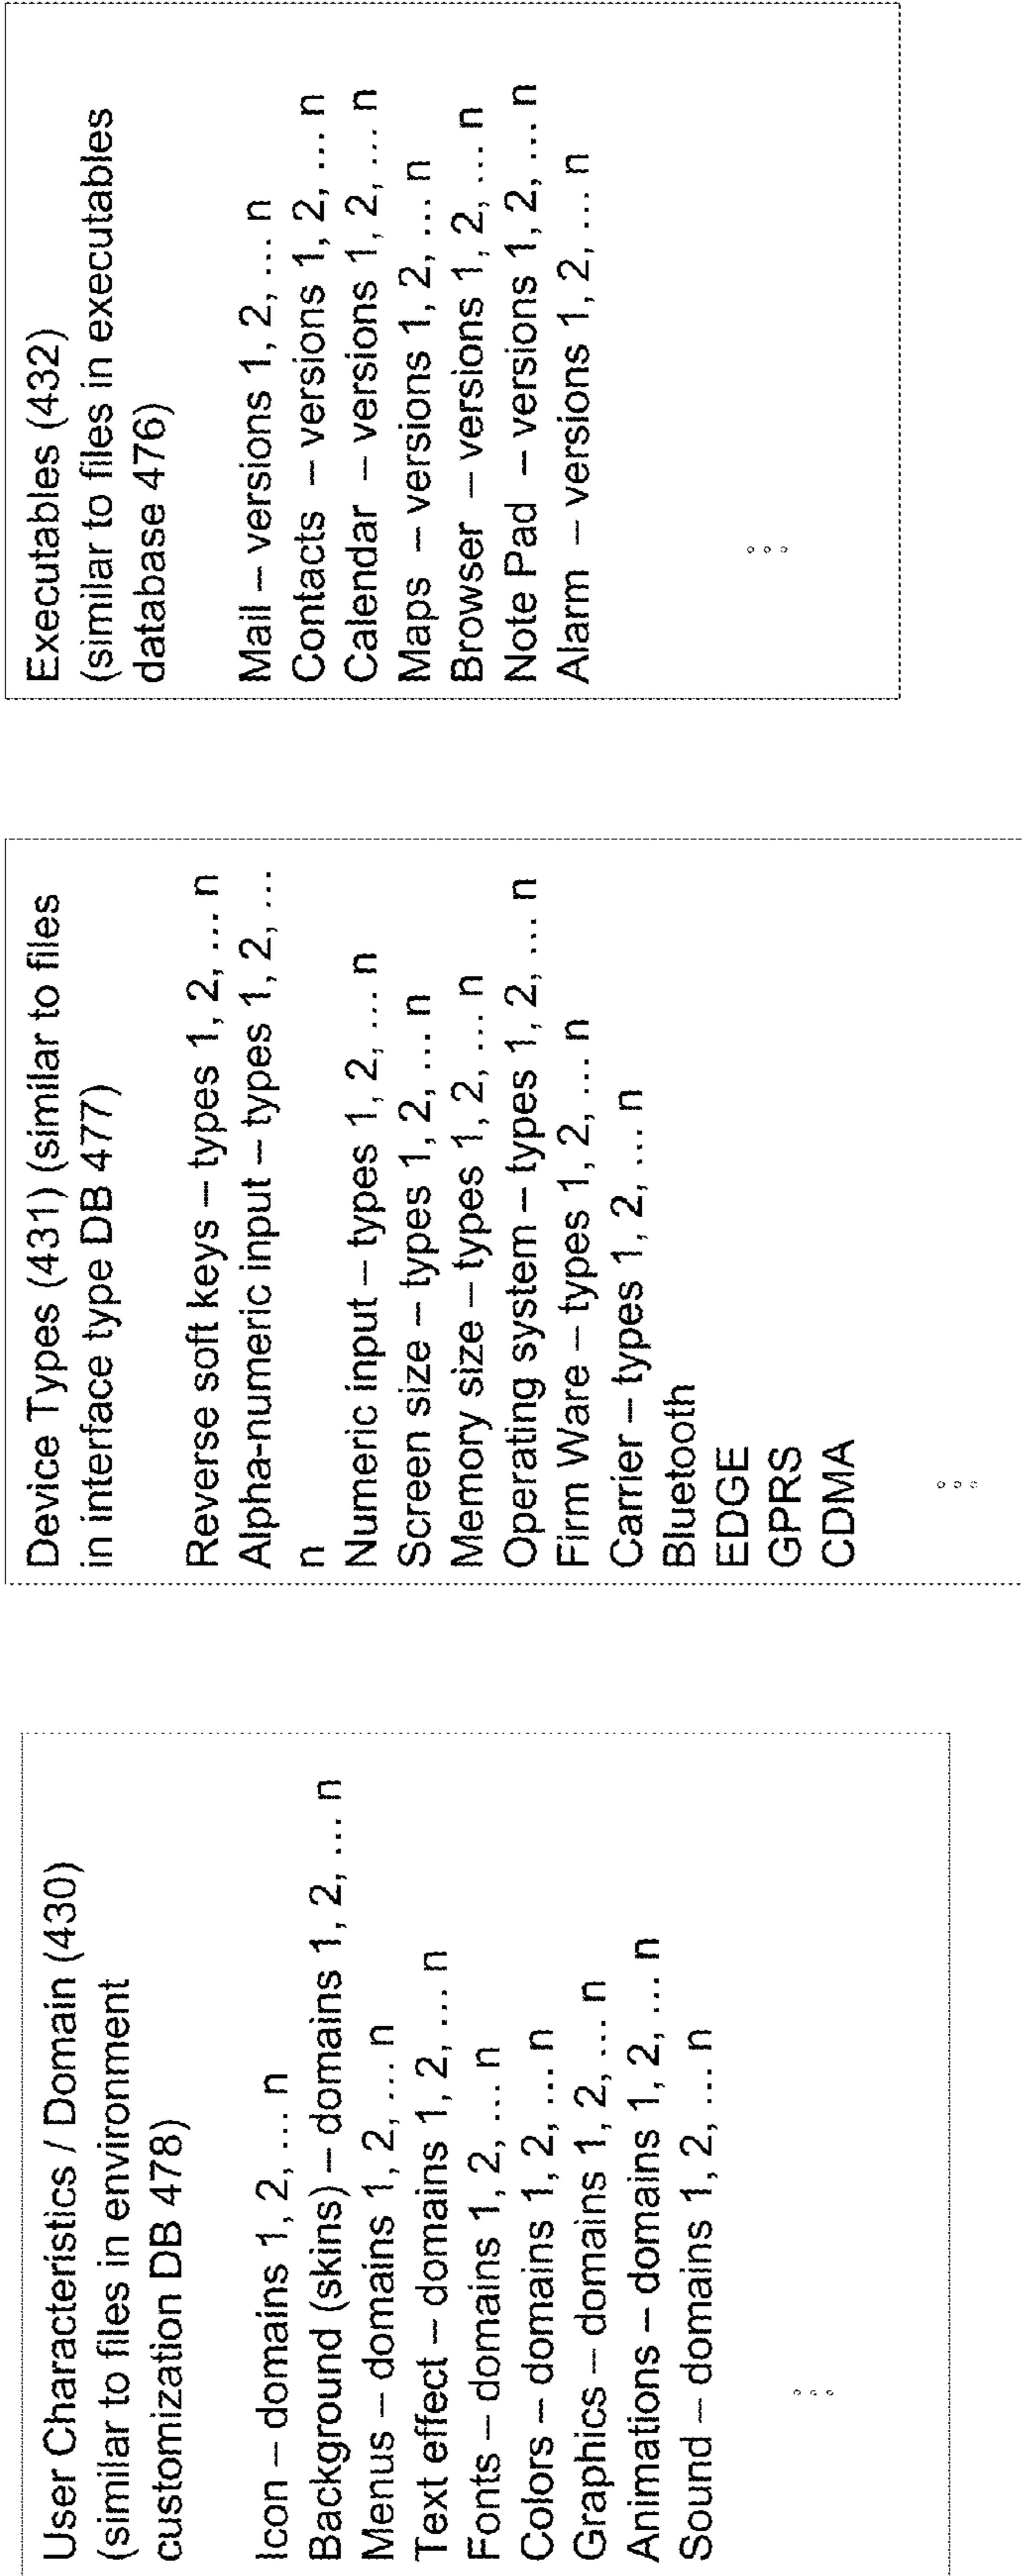 User Characteristics / Domain (430)
(similar to files in environment
customization DB 478)
Icon – domains 1, 2, … n
Background (skins) – domains 1, 2, … n
Menus – domains 1, 2, … n
Text effect – domains 1, 2, … n
Fonts – domains 1, 2, … n
Colors – domains 1, 2, … n
Graphics – domains 1, 2, … n
Animations – domains 1, 2, … n
Sound – domains 1, 2, … n
Device Types (431) (similar to files
in interface type DB 477)
Reverse soft keys – types 1, 2, … n
Alpha-numeric input – types 1, 2, …
n
Numeric input – types 1, 2, … n
Screen size – types 1, 2, … n
Memory size – types 1, 2, … n
Operating system – types 1, 2, … n
Firm Ware – types 1, 2, … n
Carrier – types 1, 2, … n
Bluetooth
EDGE
GPRS
CDMA
Executables (432)
(similar to files in executables
database 476)
Mail – versions 1, 2, … n
Contacts – versions 1, 2, … n
Calendar – versions 1, 2, … n
Maps – versions 1, 2, … n
Browser – versions 1, 2, … n
Note Pad – versions 1, 2, … n
Alarm – versions 1, 2, … n